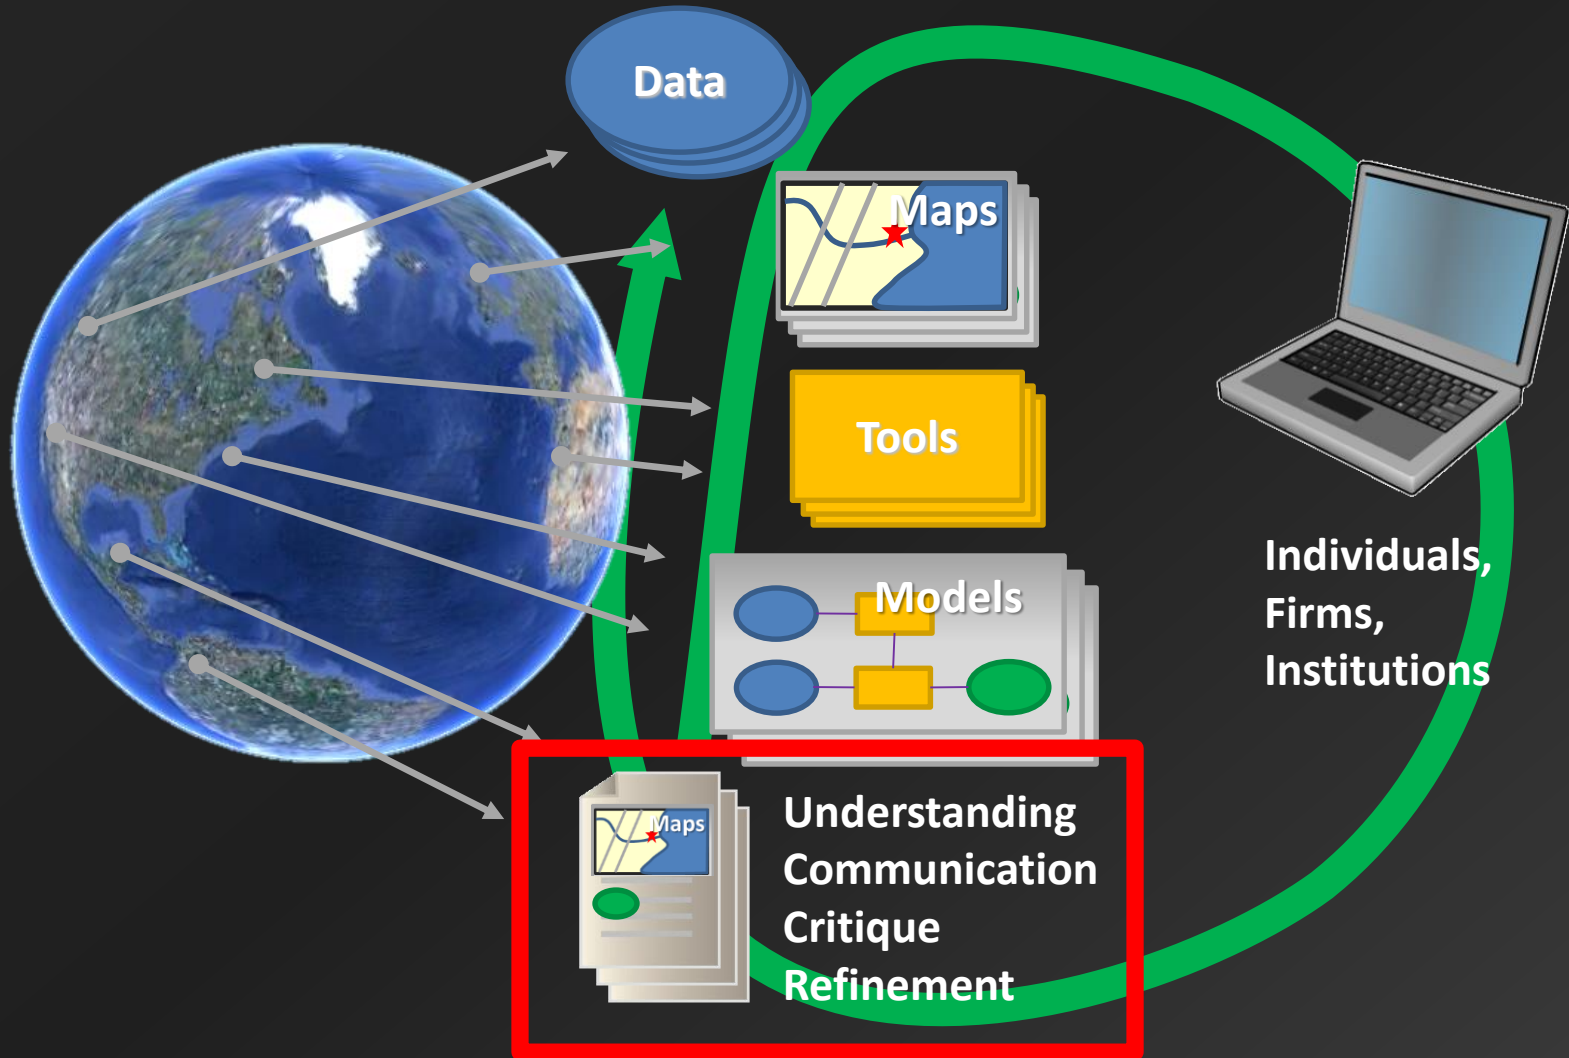 Data
Maps
Tools
Models
Individuals,
Firms,
Institutions
Maps
Understanding
Communication
Critique
Refinement